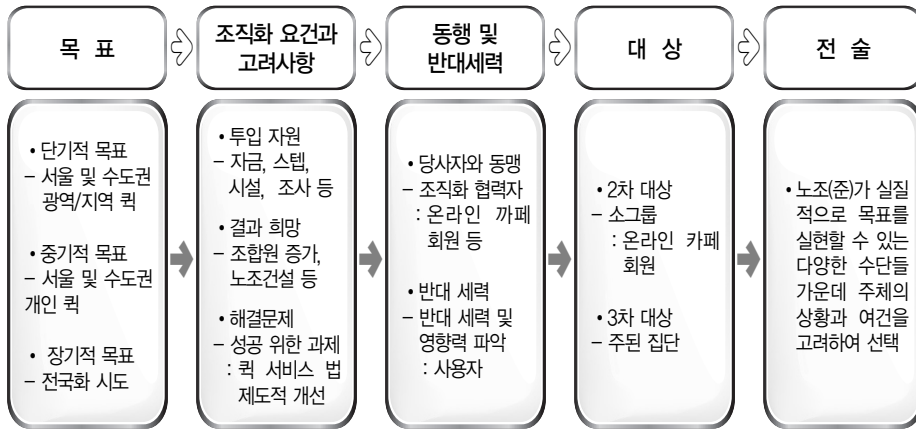 목 표
조직화 요건과
고려사항
동행 및
반대세력
대 상
전 술
• 단기적 목표
– 서울 및 수도권
광역/지역 퀵
• 중기적 목표
– 서울 및 수도권
개인 퀵
• 장기적 목표
– 전국화 시도
• 투입 자원
– 자금, 스텝,
시설, 조사 등
• 결과 희망
– 조합원 증가,
노조건설 등
• 해결문제
– 성공 위한 과제
: 퀵 서비스 법
제도적 개선
• 당사자와 동맹
– 조직화 협력자
: 온라인 까페
회원 등
• 반대 세력
– 반대 세력 및
영향력 파악
: 사용자
• 2차 대상
– 소그룹
: 온라인 카페
회원
• 3차 대상
– 주된 집단
• 노조(준)가 실질
적으로 목표를
실현할 수 있는
다양한 수단들
가운데 주체의
상황과 여건을
고려하여 선택